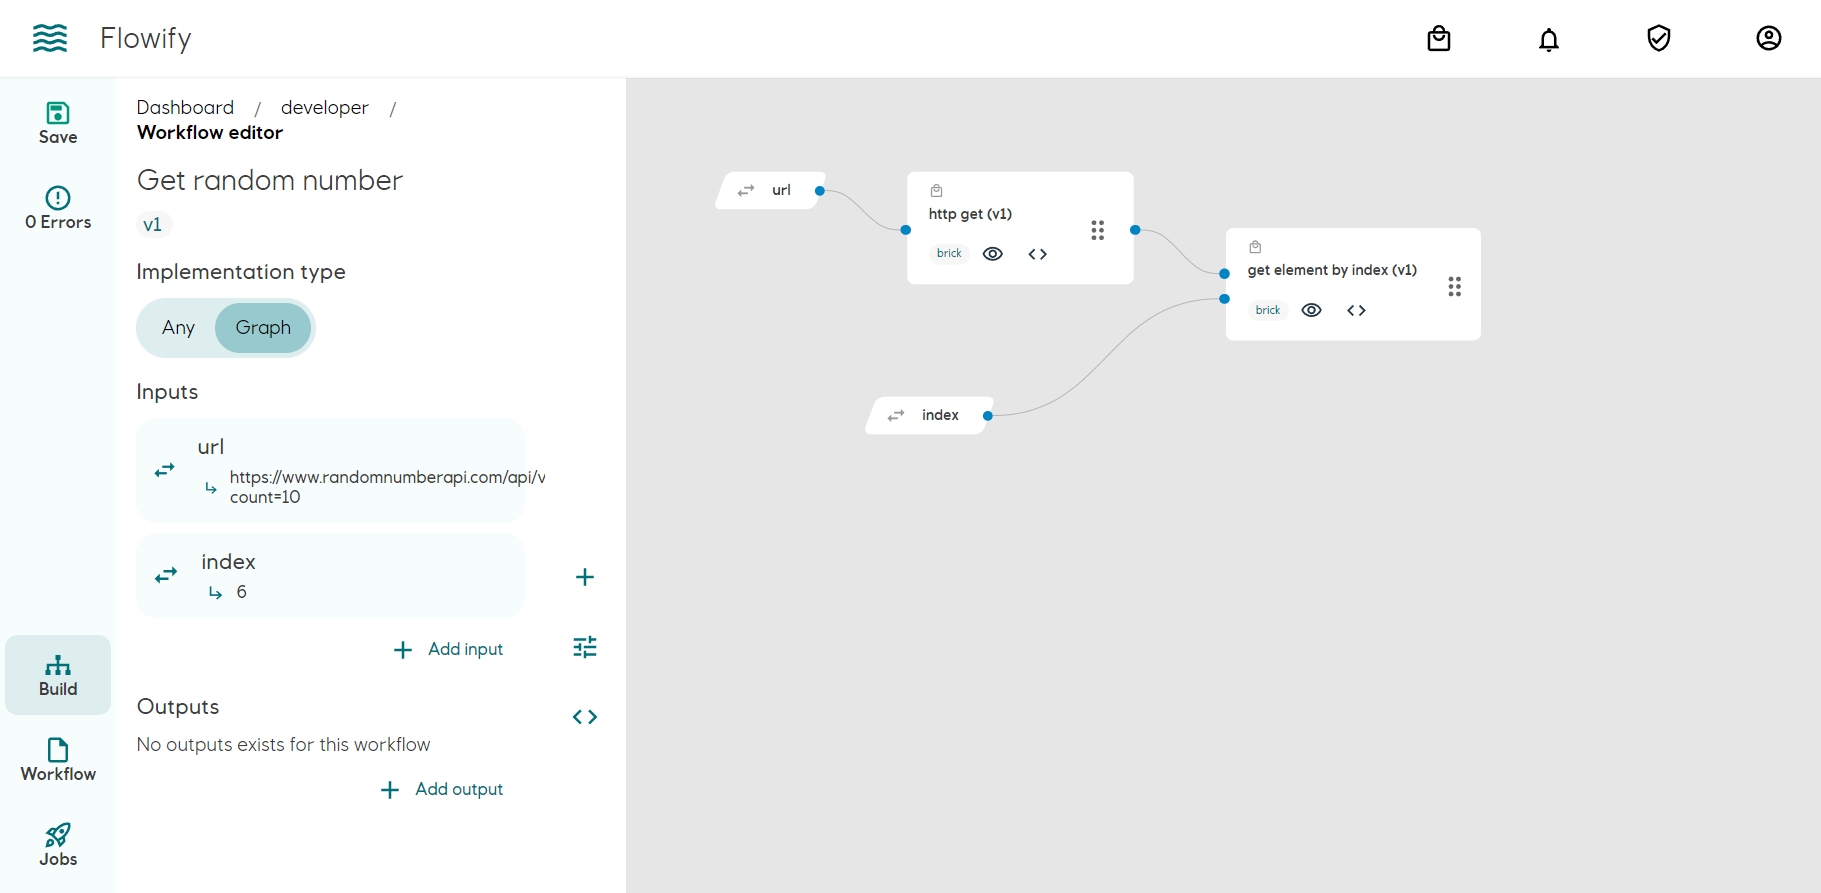 Flowify
Save
0 Errors
Build
Workflow
Jobs
Dashboard / developer /
Workflow editor
Get random number
v1
Implementation type
Any Graph
Inputs
url
https://www.randomnumberapi.com/api/v
count=10
index
6
Add input
Outputs
No outputs exists for this workflow
Add output
url
http get (v1)
brick
get element by index (v1)
brick
index